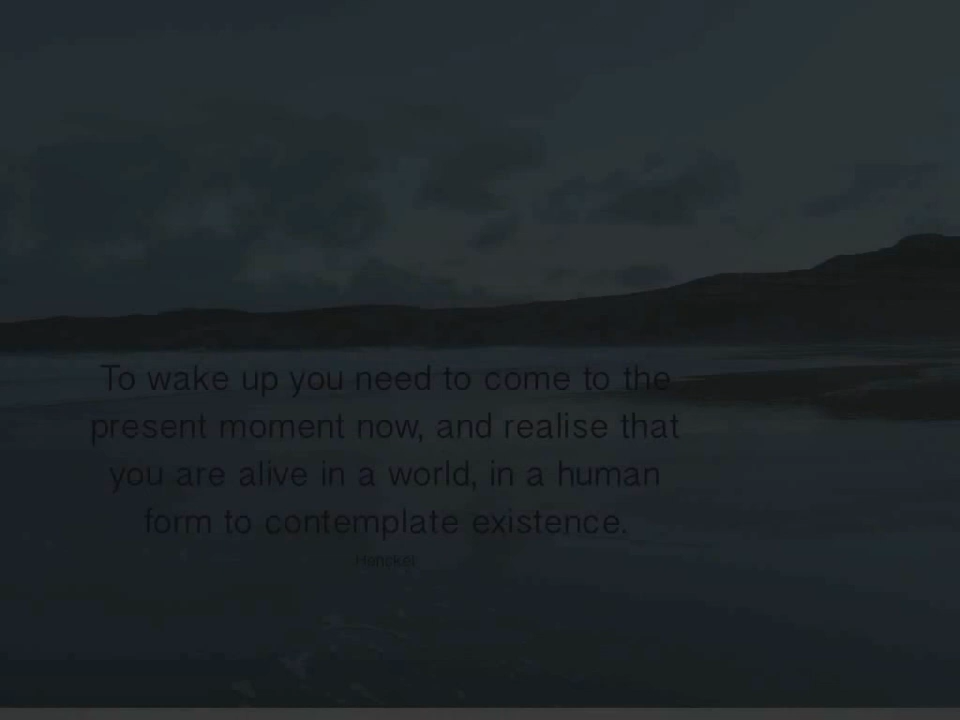 To wake up you need to come to the
present moment now, and realise that
you are alive in a world, in a human
form to contemplate existence.